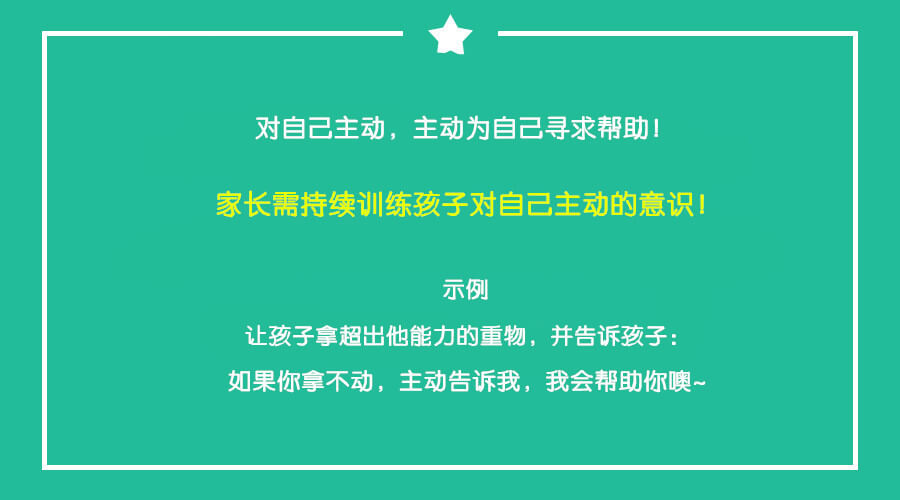 对自己主动，主动为自己寻求帮助！
家长需持续训练孩子对自己主动的意识！
示例
让孩子拿超出他能力的重物，并告诉孩子：
如果你拿不动，主动告诉我，我会帮助你噢~